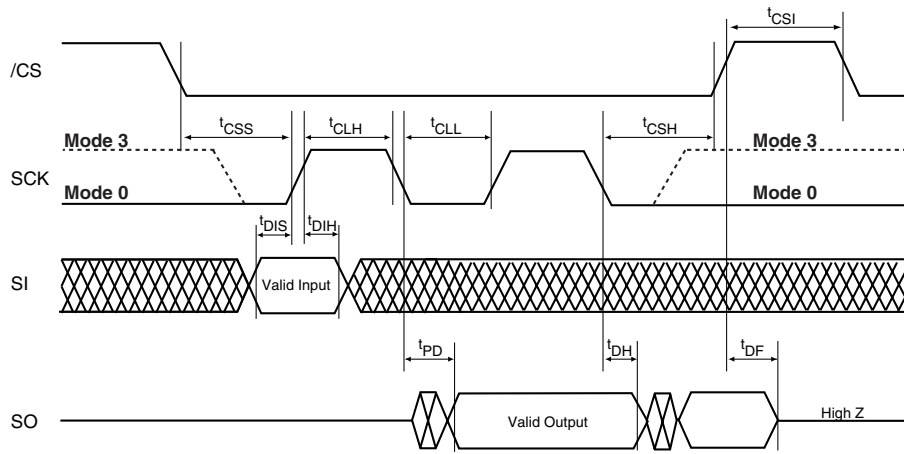 tCSI
/CS
tCSS tCLH tCLL tCSH
Mode 3 Mode 3
SCK
Mode 0 Mode 0
tDIS tDIH
SI Valid Input
tPD tDH tDF
SO Valid Output High Z